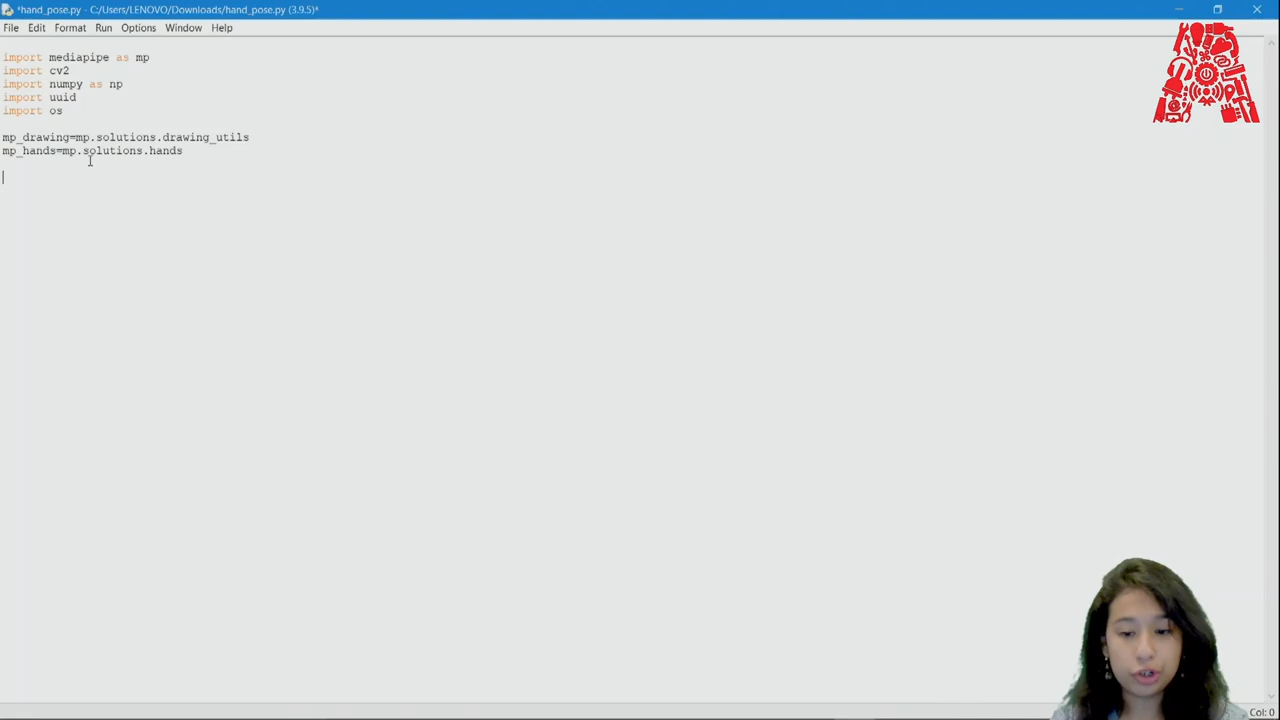 *hand_pose.py - C:/Users/LENOVO/Downloads/hand_pose.py (3.9.5)*
File Edit Format Run Options Window Help
import mediapipe as mp
import cv2
import numpy as np
import uuid
import os
mp_drawing=mp.solutions.drawing_utils
mp_hands=mp.solutions.hands
Col: 0